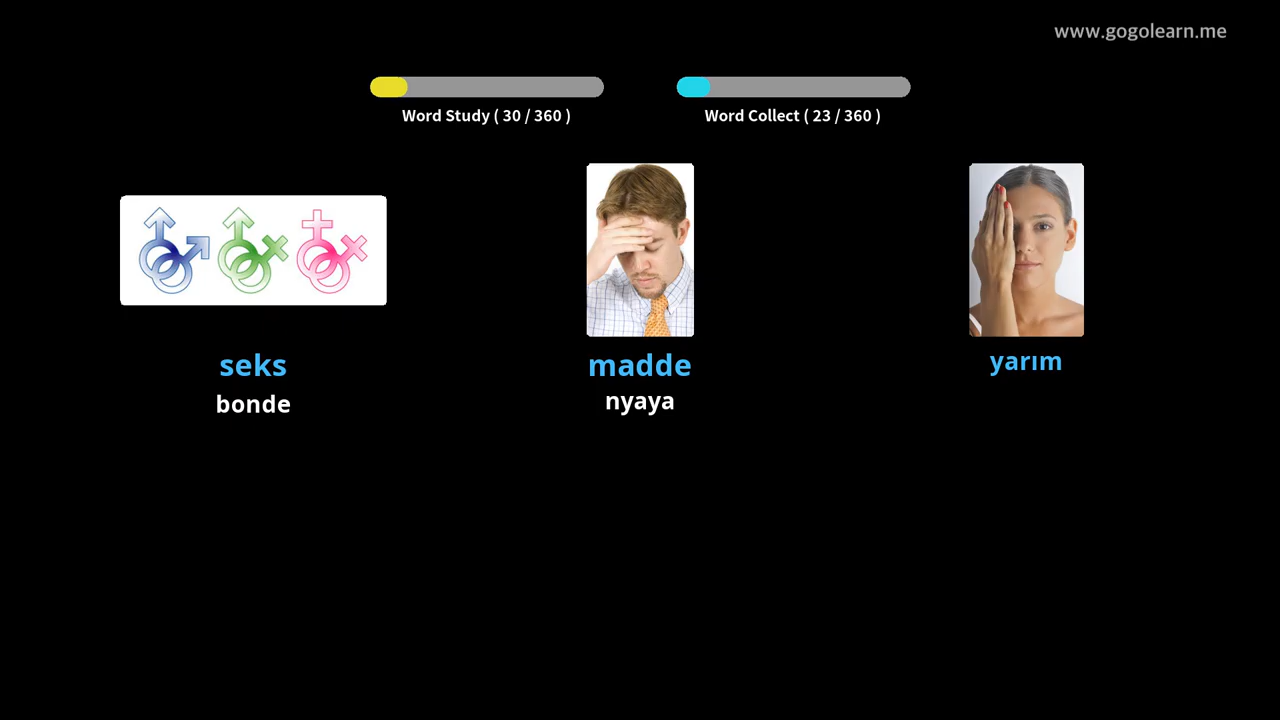 www.gogolearn.me
Word Study ( 30 / 360 )
Word Collect ( 23 / 360 )
seks
bonde
madde
nyaya
yarım